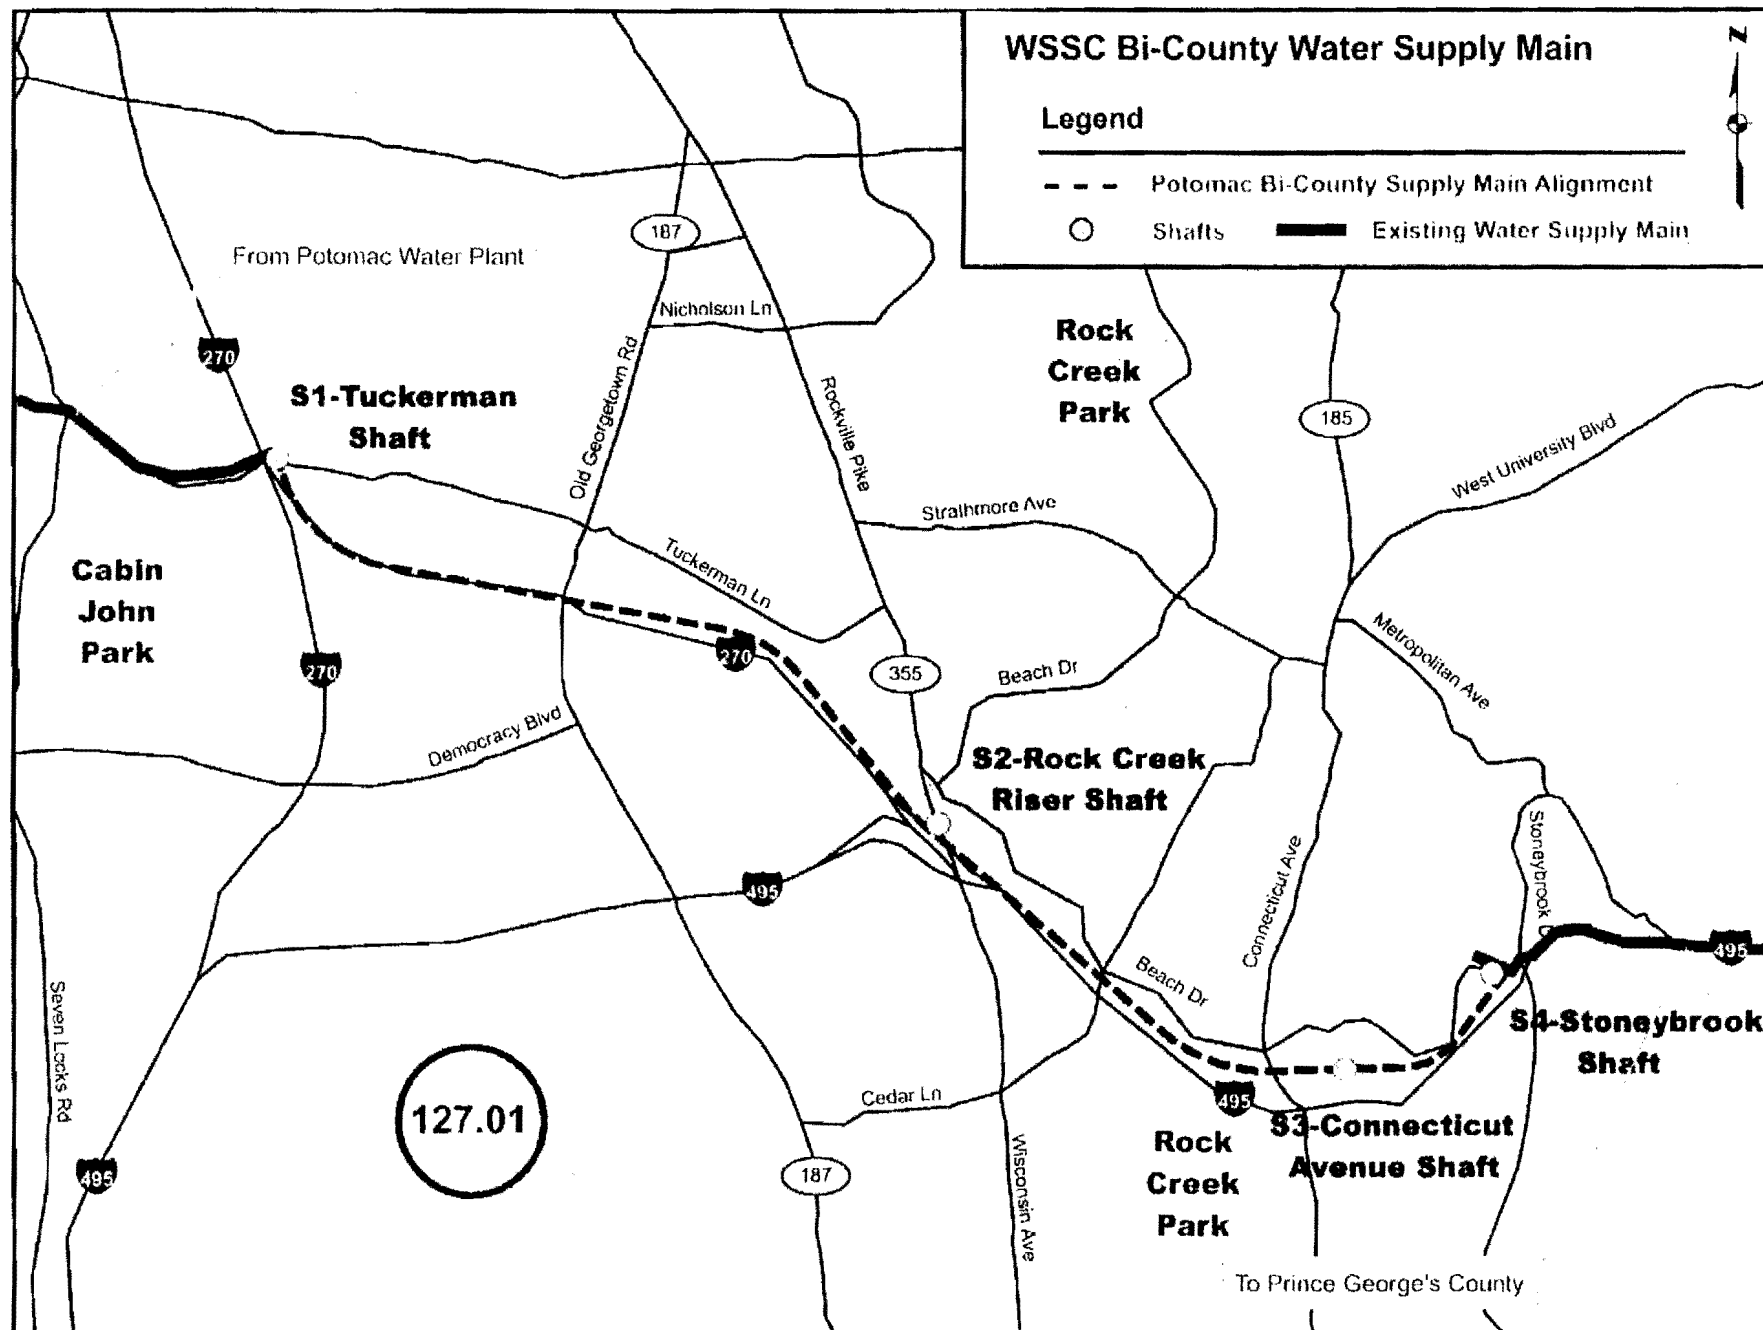 WSSC Bi-County Water Supply Main
N
Legend
Potomac Bi-County Supply Main Alignment
Shafts
Existing Water Supply Main
187
From Potomac Water Plant
Nicholson Ln
Rock
Creek
Park
270
Old Georgetown Rd
S1-Tuckerman
Shaft
Rockville Pike
185
West University Blvd
Strathmore Ave
Cabin
John
Park
Tuckerman Ln
270
270
355
Beach Dr
Metropolitan Ave
Democracy Blvd
S2-Rock Creek
Riser Shaft
Connecticut Ave
Stoneybrook D
495
495
Beach Dr
Seven Locks Rd
S4-Stoneybrook
Shaft
Cedar Ln
495
127.01
S3-Connecticut
Avenue Shaft
Rock
Creek
Park
495
187
Wisconsin Ave
To Prince George's County